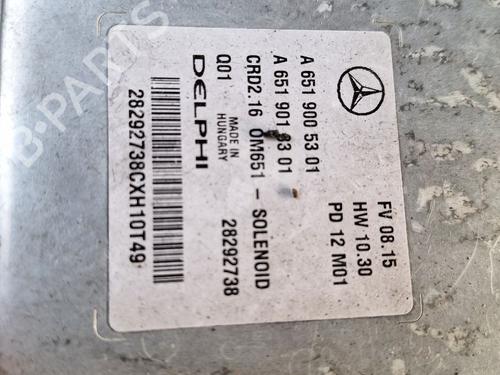 A 651 900 53 01
A 651 901 83 01
CRD2.16 OM651 - SOLENOID
Q01 MADE IN HUNGARY 28292738
DELPHI
28292738CXH10T49
FV 08.15
HW 10.30
PD 12 M01
B-PARTS